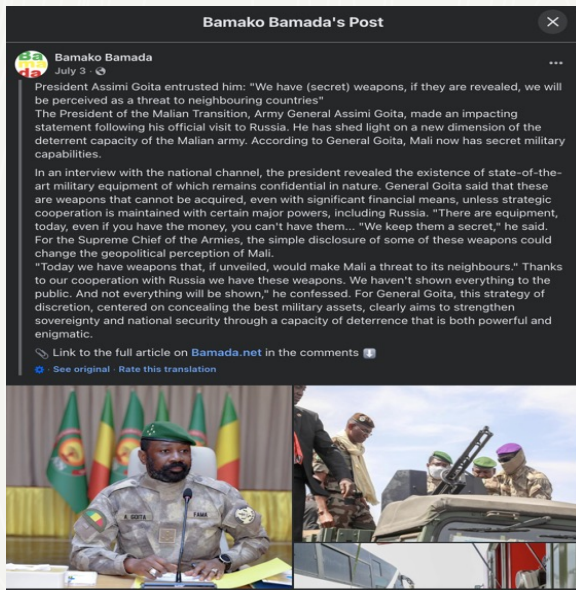 Bamako Bamada's Post
Ba
ma
da
Bamako Bamada
July 3 ·
President Assimi Goita entrusted him: "We have (secret) weapons, if they are revealed, we will
be perceived as a threat to neighbouring countries"
The President of the Malian Transition, Army General Assimi Goita, made an impacting
statement following his official visit to Russia. He has shed light on a new dimension of the
deterrent capacity of the Malian army. According to General Goita, Mali now has secret military
capabilities.
In an interview with the national channel, the president revealed the existence of state-of-the-
art military equipment of which remains confidential in nature. General Goita said that these
are weapons that cannot be acquired, even with significant financial means, unless strategic
cooperation is maintained with certain major powers, including Russia. "There are equipment,
today, even if you have the money, you can't have them... "We keep them a secret," he said.
For the Supreme Chief of the Armies, the simple disclosure of some of these weapons could
change the geopolitical perception of Mali.
"Today we have weapons that, if unveiled, would make Mali a threat to its neighbours." Thanks
to our cooperation with Russia we have these weapons. We haven't shown everything to the
public. And not everything will be shown," he confessed. For General Goita, this strategy of
discretion, centered on concealing the best military assets, clearly aims to strengthen
sovereignty and national security through a capacity of deterrence that is both powerful and
enigmatic.
Link to the full article on Bamada.net in the comments
· See original · Rate this translation
A. GOITA FAMA